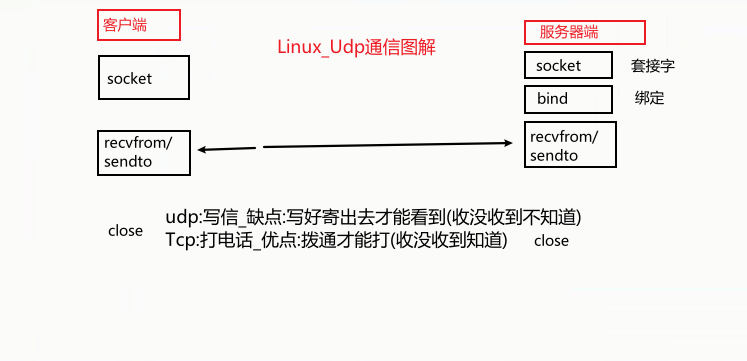 客户端
Linux_Udp通信图解
服务器端
socket
socket
套接字
bind
绑定
recvfrom/
sendto
recvfrom/
sendto
udp:写信_缺点:写好寄出去才能看到(收没收到不知道)
close
Tcp:打电话_优点:拨通才能打(收没收到知道)
close